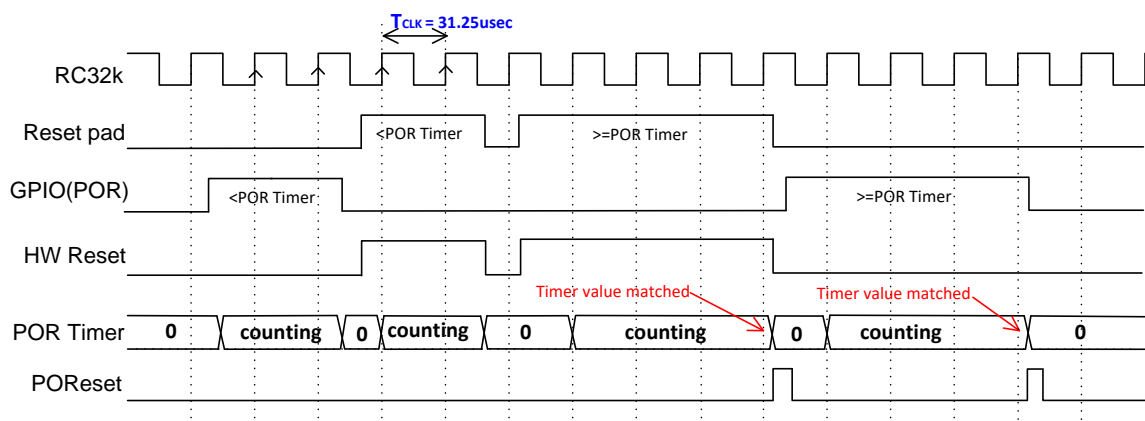 TCLK = 31.25usec
RC32k
Reset pad
<POR Timer
>=POR Timer
GPIO(POR)
<POR Timer
>=POR Timer
HW Reset
Timer value matched
Timer value matched
POR Timer
0
counting
0
counting
0
counting
0
counting
0
POReset